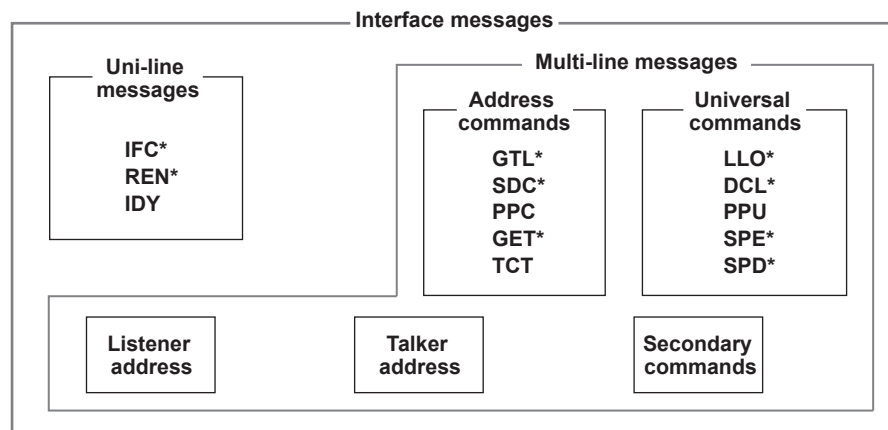 Interface messages
Uni-line
messages
IFC*
REN*
IDY
Multi-line messages
Address
commands
GTL*
SDC*
PPC
GET*
TCT
Universal
commands
LLO*
DCL*
PPU
SPE*
SPD*
Listener
address
Talker
address
Secondary
commands